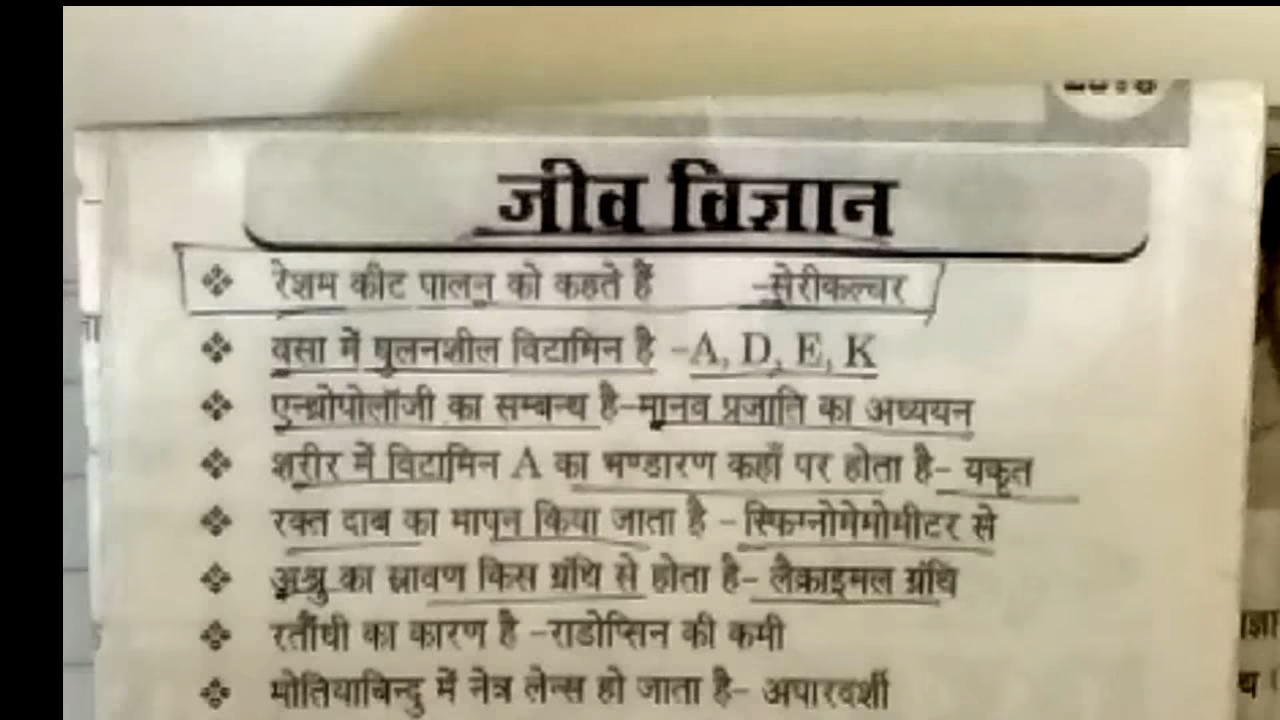 जीव विज्ञान
❖ रेशम कीट पालन को कहते हैं -सेरीकल्चर
❖ वसा में घुलनशील विटामिन है -A, D, E, K
❖ एन्थ्रोपोलॉजी का सम्बन्ध है-मानव प्रजाति का अध्ययन
❖ शरीर में विटामिन A का भण्डारण कहाँ पर होता है- यकृत
❖ रक्त दाब का मापन किया जाता है - स्फिग्नोमेमोमीटर से
❖ अश्रु का स्रावण किस ग्रंथि से होता है- लैक्राइमल ग्रंथि
❖ रतौंधी का कारण है -राडोप्सिन की कमी
❖ मोतियाबिन्दु में नेत्र लेन्स हो जाता है- अपारदर्शी